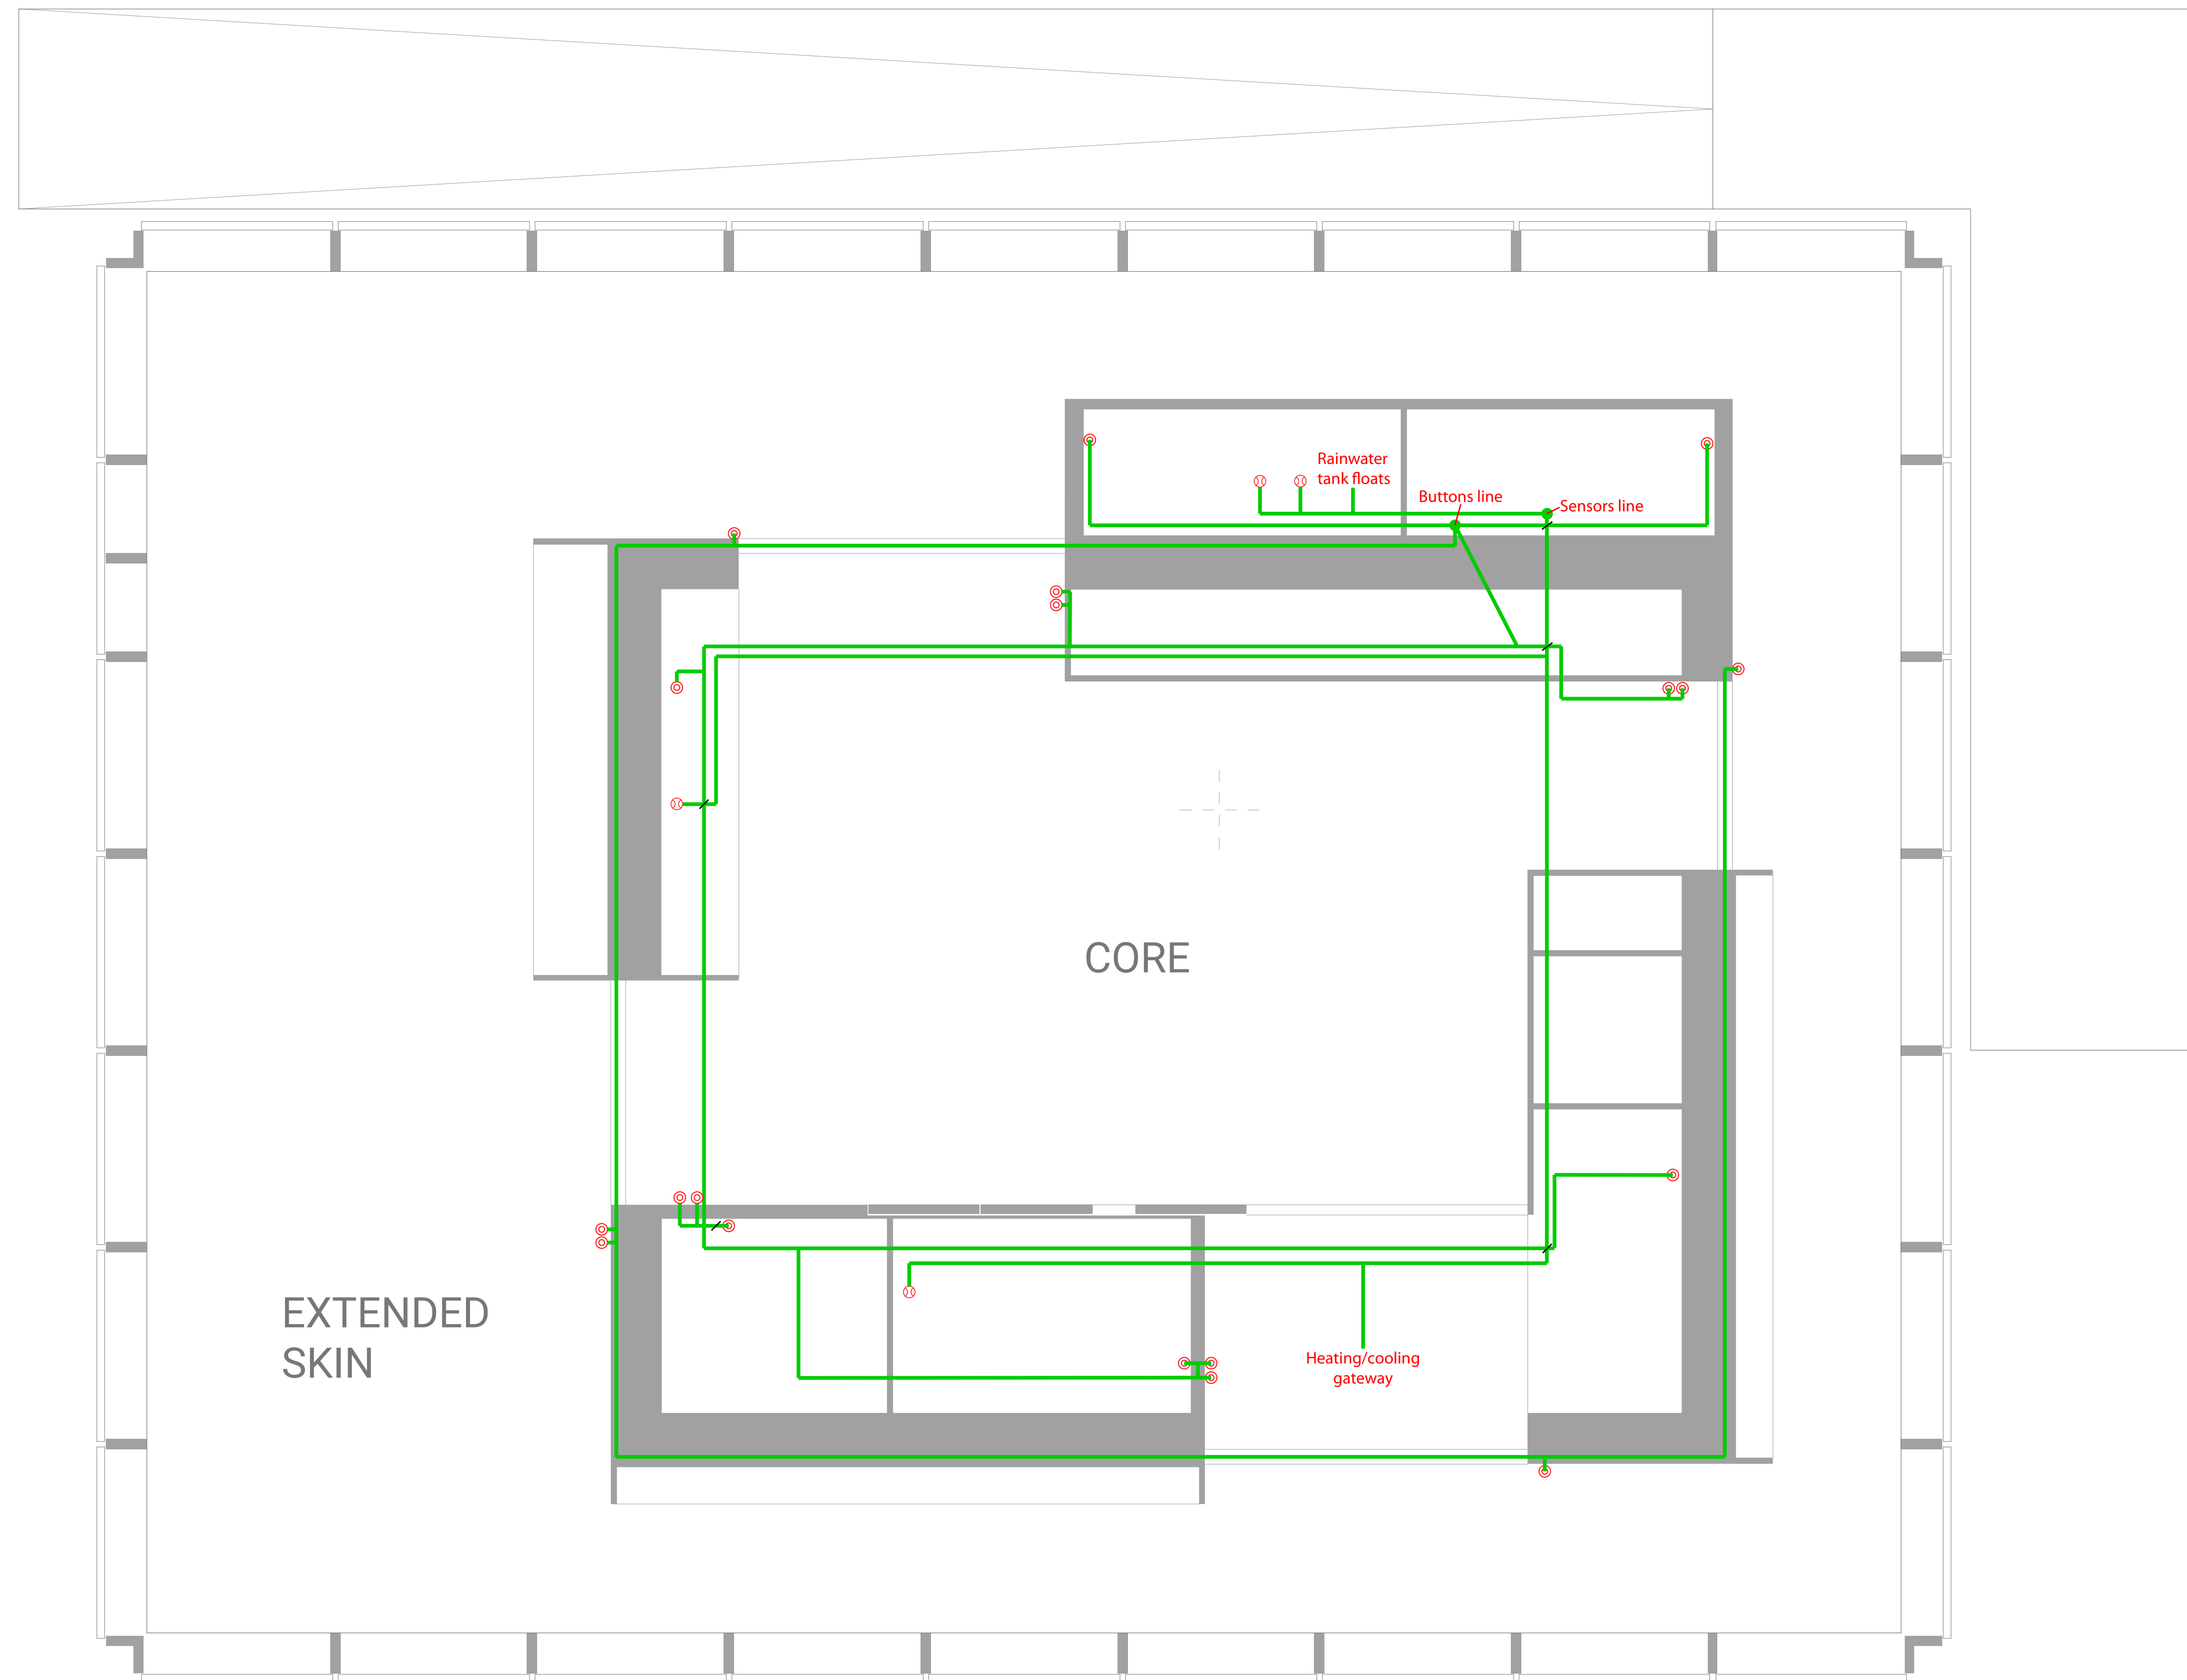 Rainwater
tank floats
Buttons line
Sensors line
CORE
EXTENDED
SKIN
Heating/cooling
gateway